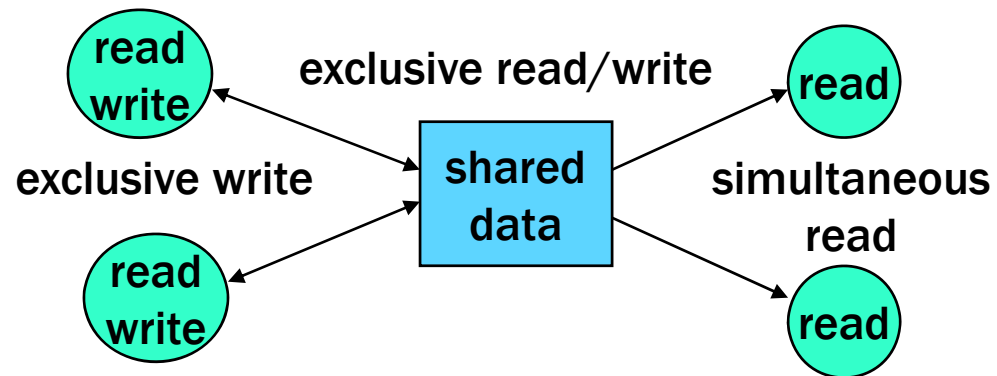 read
write
exclusive read/write
read
exclusive write
shared
data
simultaneous
read
read
write
read